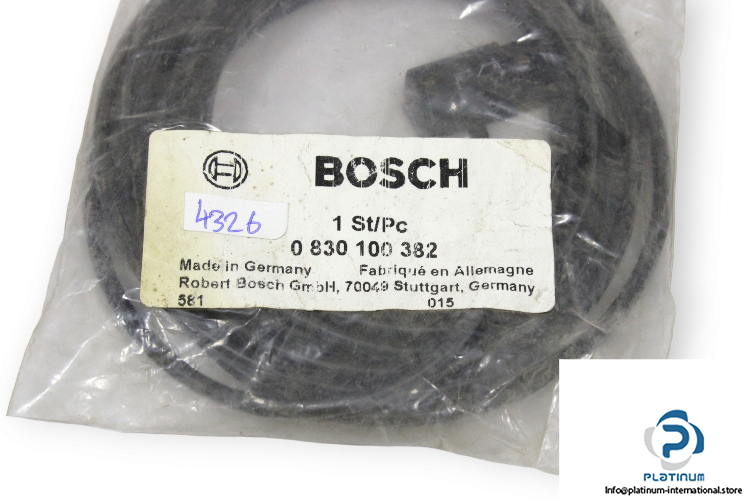 BOSCH
4326
1 St/Pc
0 830 100 382
Made in Germany Fabriqué en Allemagne
Robert Bosch GmbH, 70049 Stuttgart, Germany
581 015
PLATINUM
Info@platinum-international.store